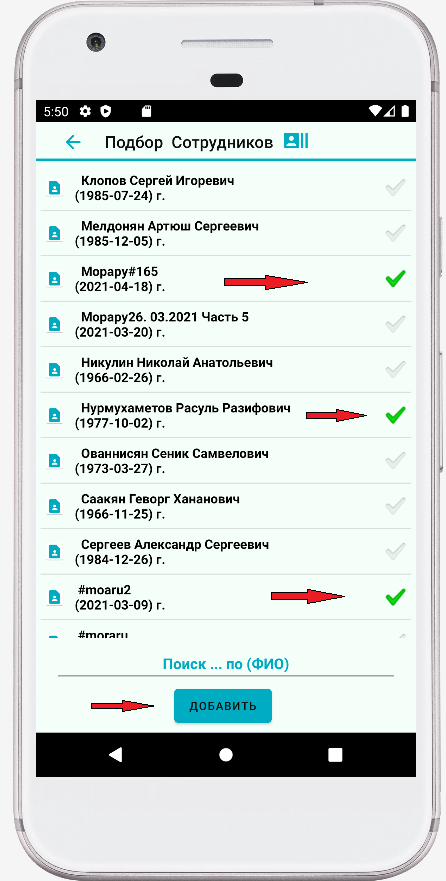 5:50
Подбор Сотрудников
Клопов Сергей Игоревич
(1985-07-24) г.
Мелдонян Артюш Сергеевич
(1985-12-05) г.
Морару#165
(2021-04-18) г.
Морару26. 03.2021 Часть 5
(2021-03-20) г.
Никулин Николай Анатольевич
(1966-02-26) г.
Нурмухаметов Расуль Разифович
(1977-10-02) г.
Ованнисян Сеник Самвелович
(1973-03-27) г.
Саакян Геворг Хананович
(1966-11-25) г.
Сергеев Александр Сергеевич
(1984-12-26) г.
#moaru2
(2021-03-09) г.
#moraru
Поиск ... по (ФИО)
ДОБАВИТЬ